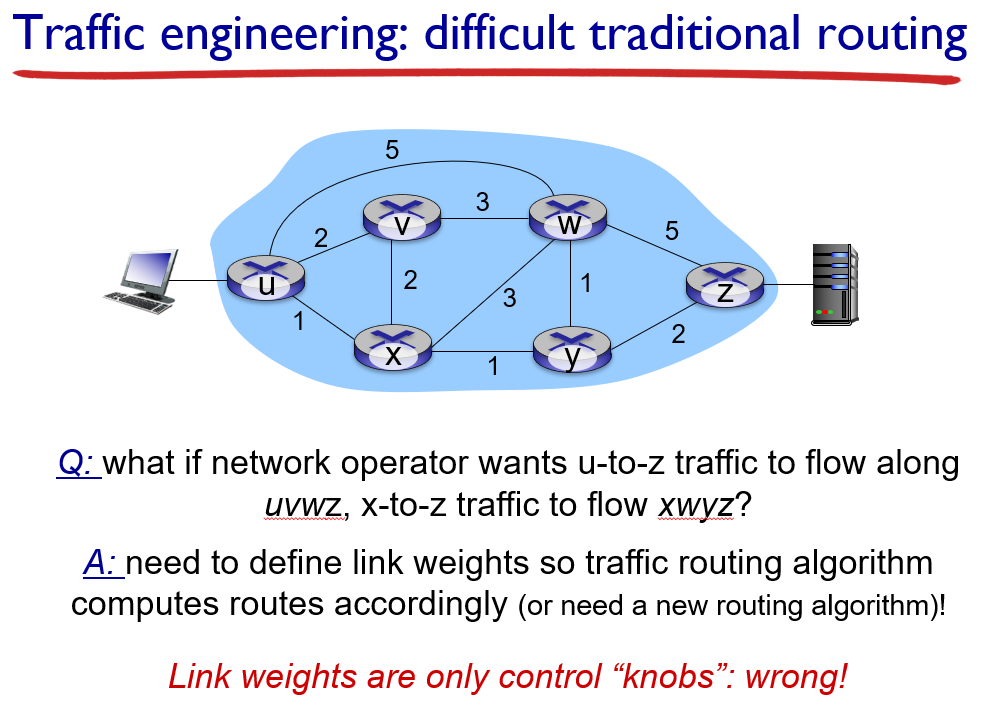 Traffic engineering: difficult traditional routing
5
3
v
w
2
5
2
u
3
1
z
1
x
y
2
1
Q: what if network operator wants u-to-z traffic to flow along
uvwz, x-to-z traffic to flow xwyz?
A: need to define link weights so traffic routing algorithm
computes routes accordingly (or need a new routing algorithm)!
Link weights are only control “knobs”: wrong!